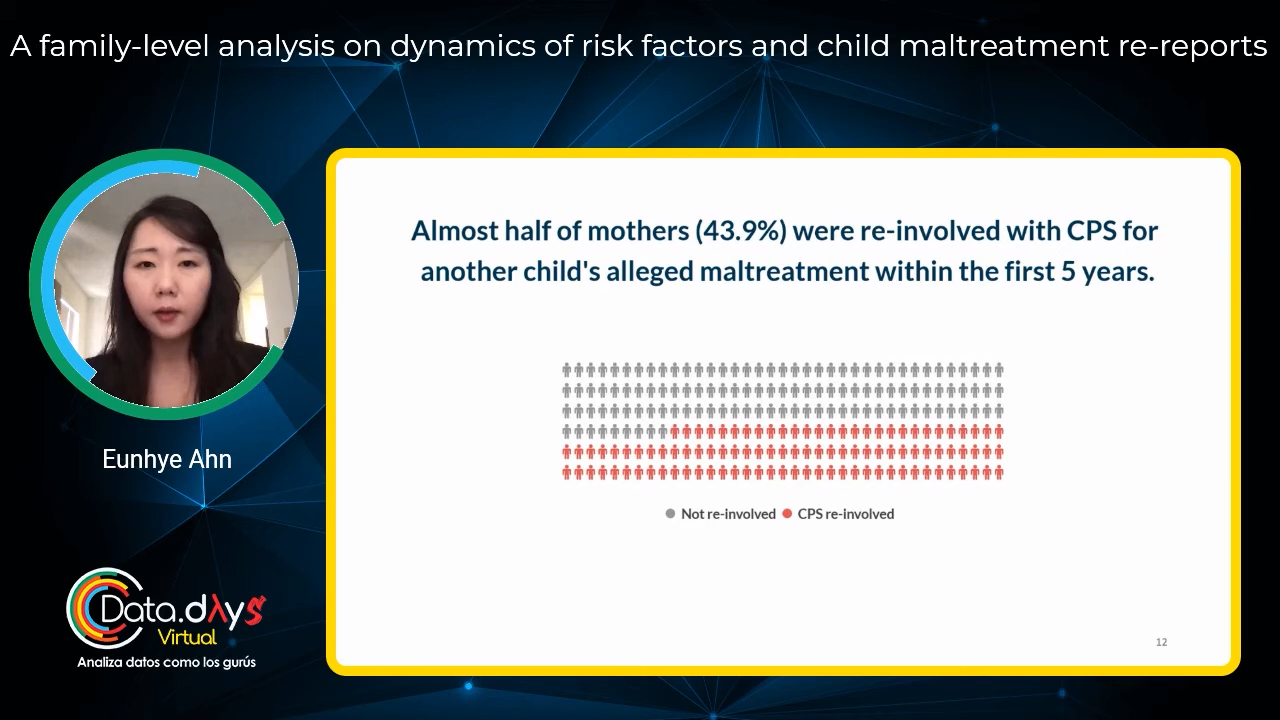 A family-level analysis on dynamics of risk factors and child maltreatment re-reports
Almost half of mothers (43.9%) were re-involved with CPS for
another child's alleged maltreatment within the first 5 years.
Not re-involved CPS re-involved
12
Eunhye Ahn
Data.dλys
Virtual
Analiza datos como los gurús